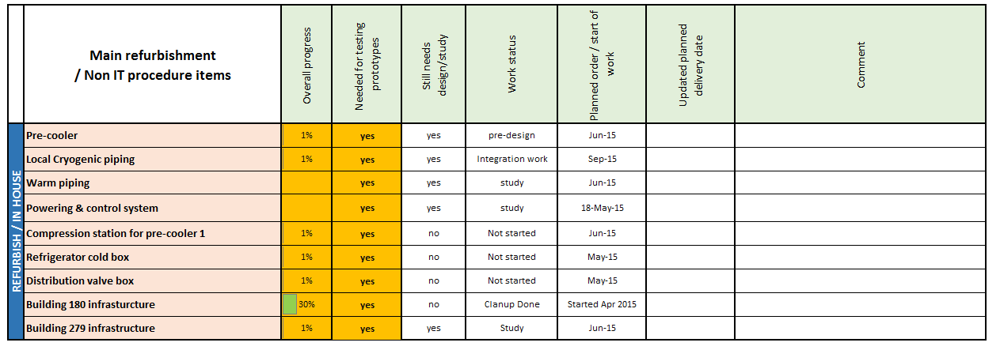 Main refurbishment
/ Non IT procedure items
Overall progress
Needed for testing
prototypes
Still needs
design/study
Work status
Planned order / start of
work
Updated planned
delivery date
Comment
REFURBISH / IN HOUSE
Pre-cooler 1% yes yes pre-design Jun-15
Local Cryogenic piping 1% yes yes Integration work Sep-15
Warm piping yes yes study Jun-15
Powering & control system yes yes study 18-May-15
Compression station for pre-cooler 1 1% yes no Not started Jun-15
Refrigerator cold box 1% yes no Not started May-15
Distribution valve box 1% yes no Not started May-15
Building 180 infrasturcture 30% yes no Clanup Done Started Apr 2015
Building 279 infrastructure 1% yes yes Study Jun-15